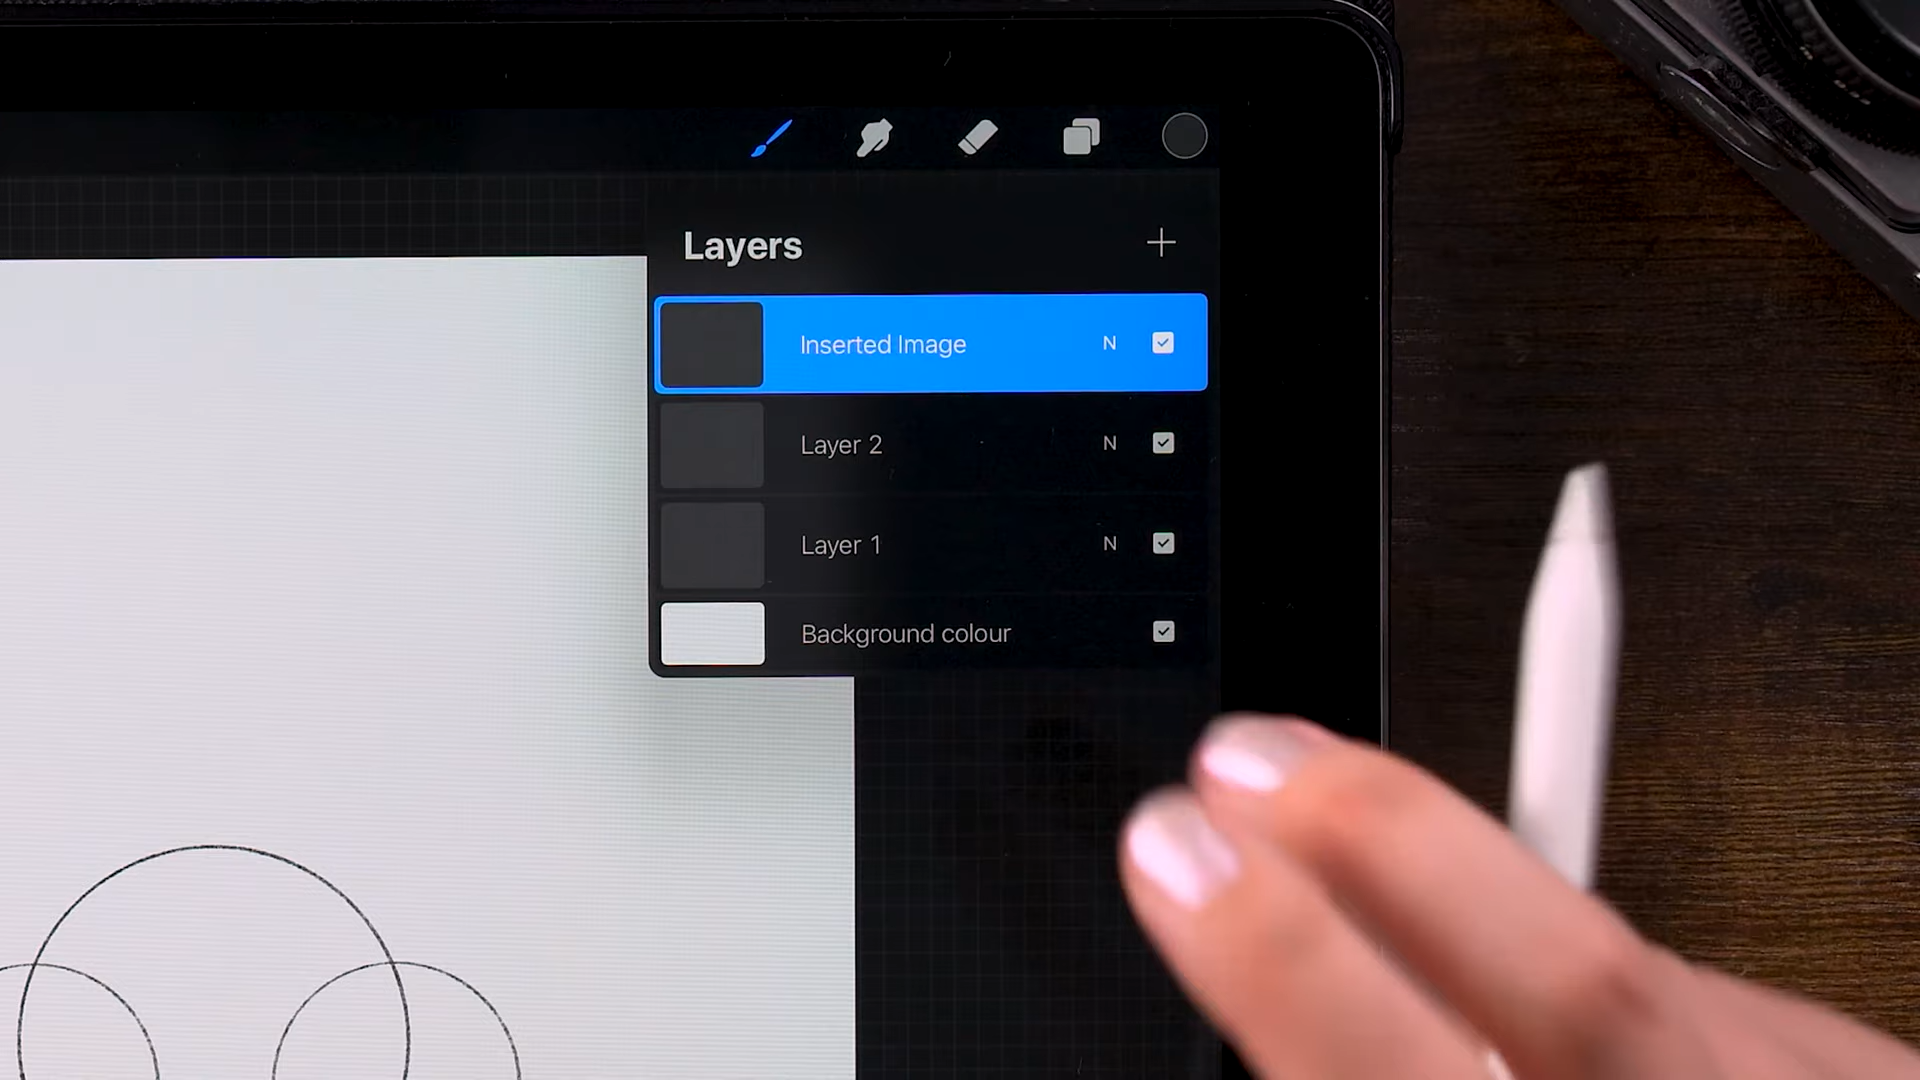 Layers
Inserted Image N
Layer 2 N
Layer 1 N
Background colour